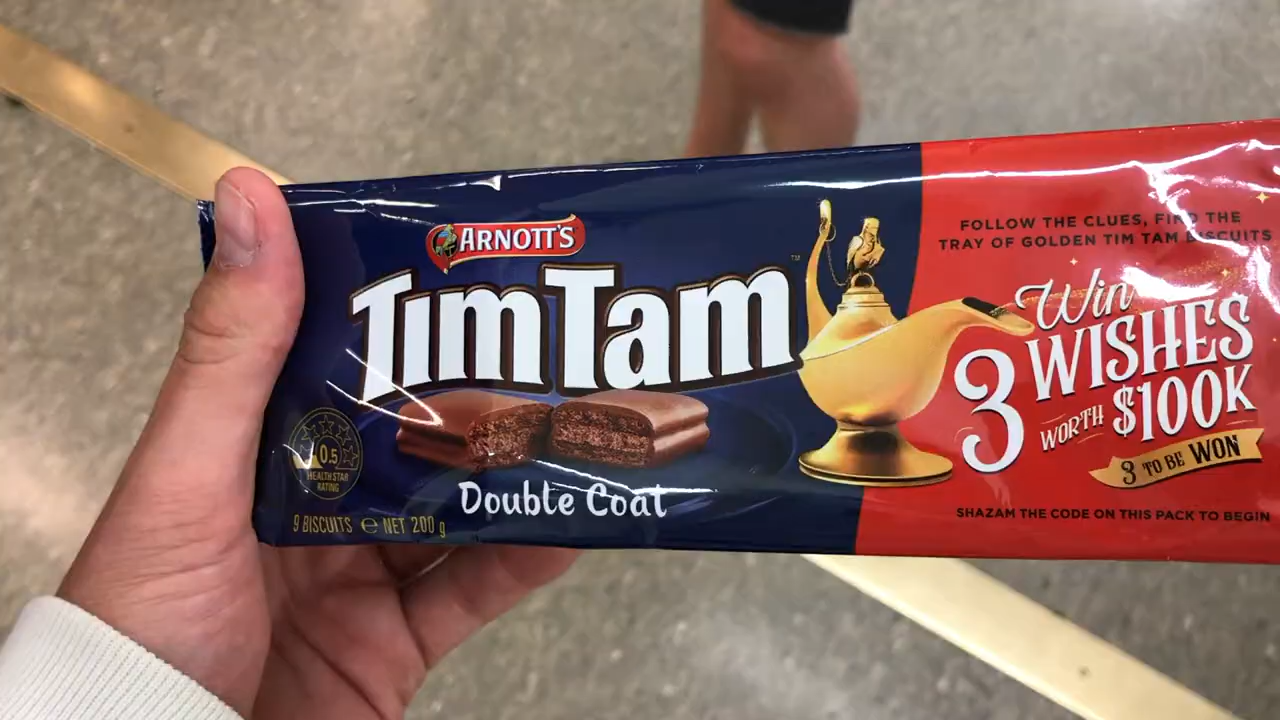 ARNOTT'S
TimTam™
Double Coat
0.5
HEALTH STAR
RATING
9 BISCUITS e NET 200 g
FOLLOW THE CLUES, FIND THE
TRAY OF GOLDEN TIM TAM BISCUITS
Win
3 WISHES
WORTH $100K
3 TO BE WON
SHAZAM THE CODE ON THIS PACK TO BEGIN